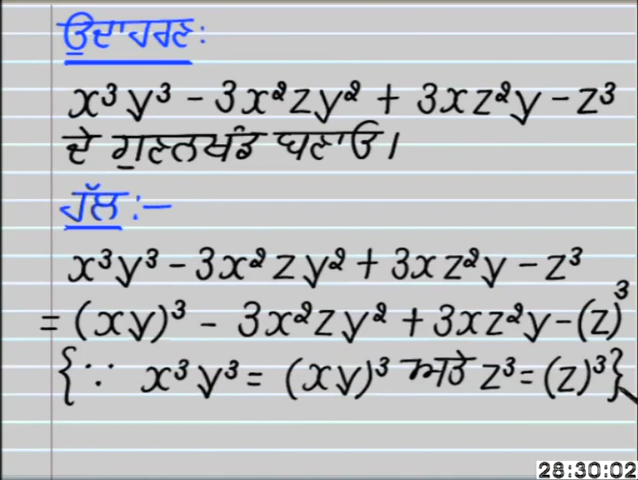 ਉਦਾਹਰਣ:
x³y³ - 3x²zy² + 3xz²y - z³
ਦੇ ਗੁਣਨਖੰਡ ਬਣਾਓ।
ਹੱਲ :-
x³y³ - 3x²zy² + 3xz²y - z³
= (xy)³ - 3x²zy² + 3xz²y - (z)³
{∵ x³y³ = (xy)³ ਅਤੇ z³ = (z)³}
28:30:02